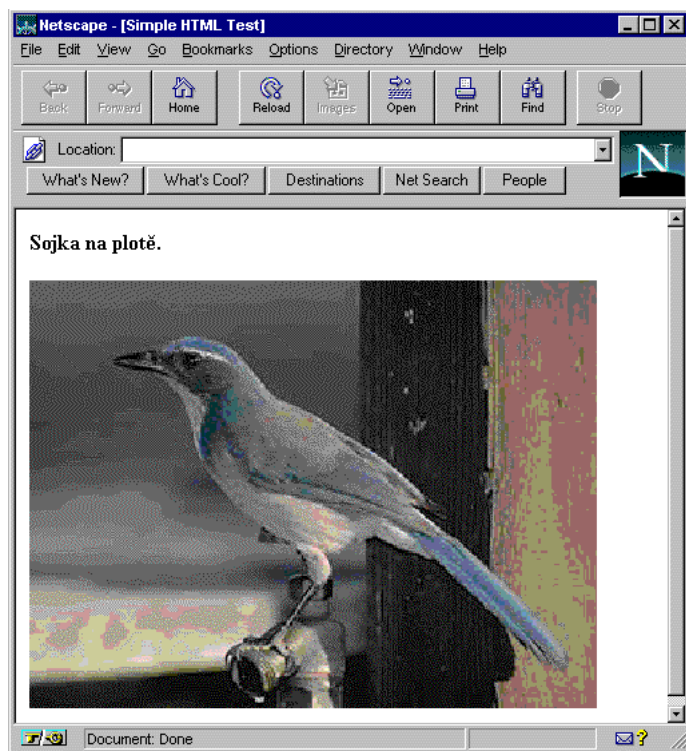 Netscape - [Simple HTML Test]
File Edit View Go Bookmarks Options Directory Window Help
Back Forward Home Reload Images Open Print Find Stop
Location:
N
What's New? What's Cool? Destinations Net Search People
Sojka na plotě.
Document: Done